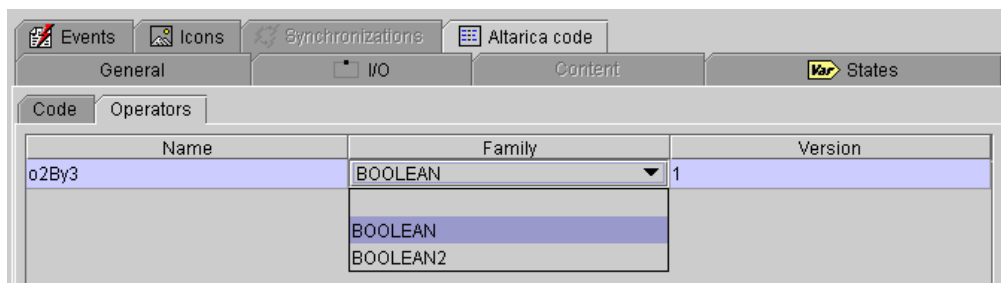 Events Icons Synchronizations Altarica code
General I/O Content Var States
Code Operators
Name Family Version
o2By3 BOOLEAN 1
BOOLEAN
BOOLEAN2